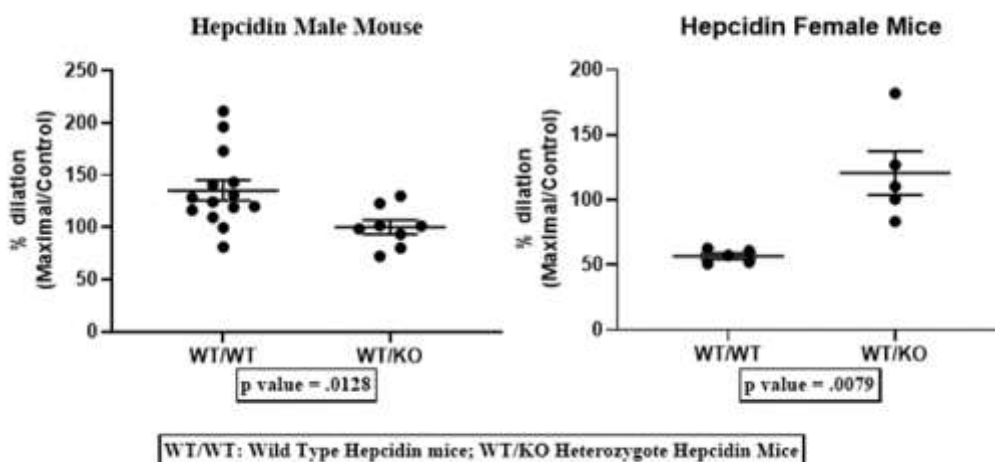 Hepcidin Male Mouse
% dilation
(Maximal/Control)
250
200
150
100
50
0
WT/WT
WT/KO
p value = .0128
Hepcidin Female Mice
% dilation
(Maximal/Control)
200
150
100
50
0
WT/WT
WT/KO
p value = .0079
WT/WT: Wild Type Hepcidin mice; WT/KO Heterozygote Hepcidin Mice